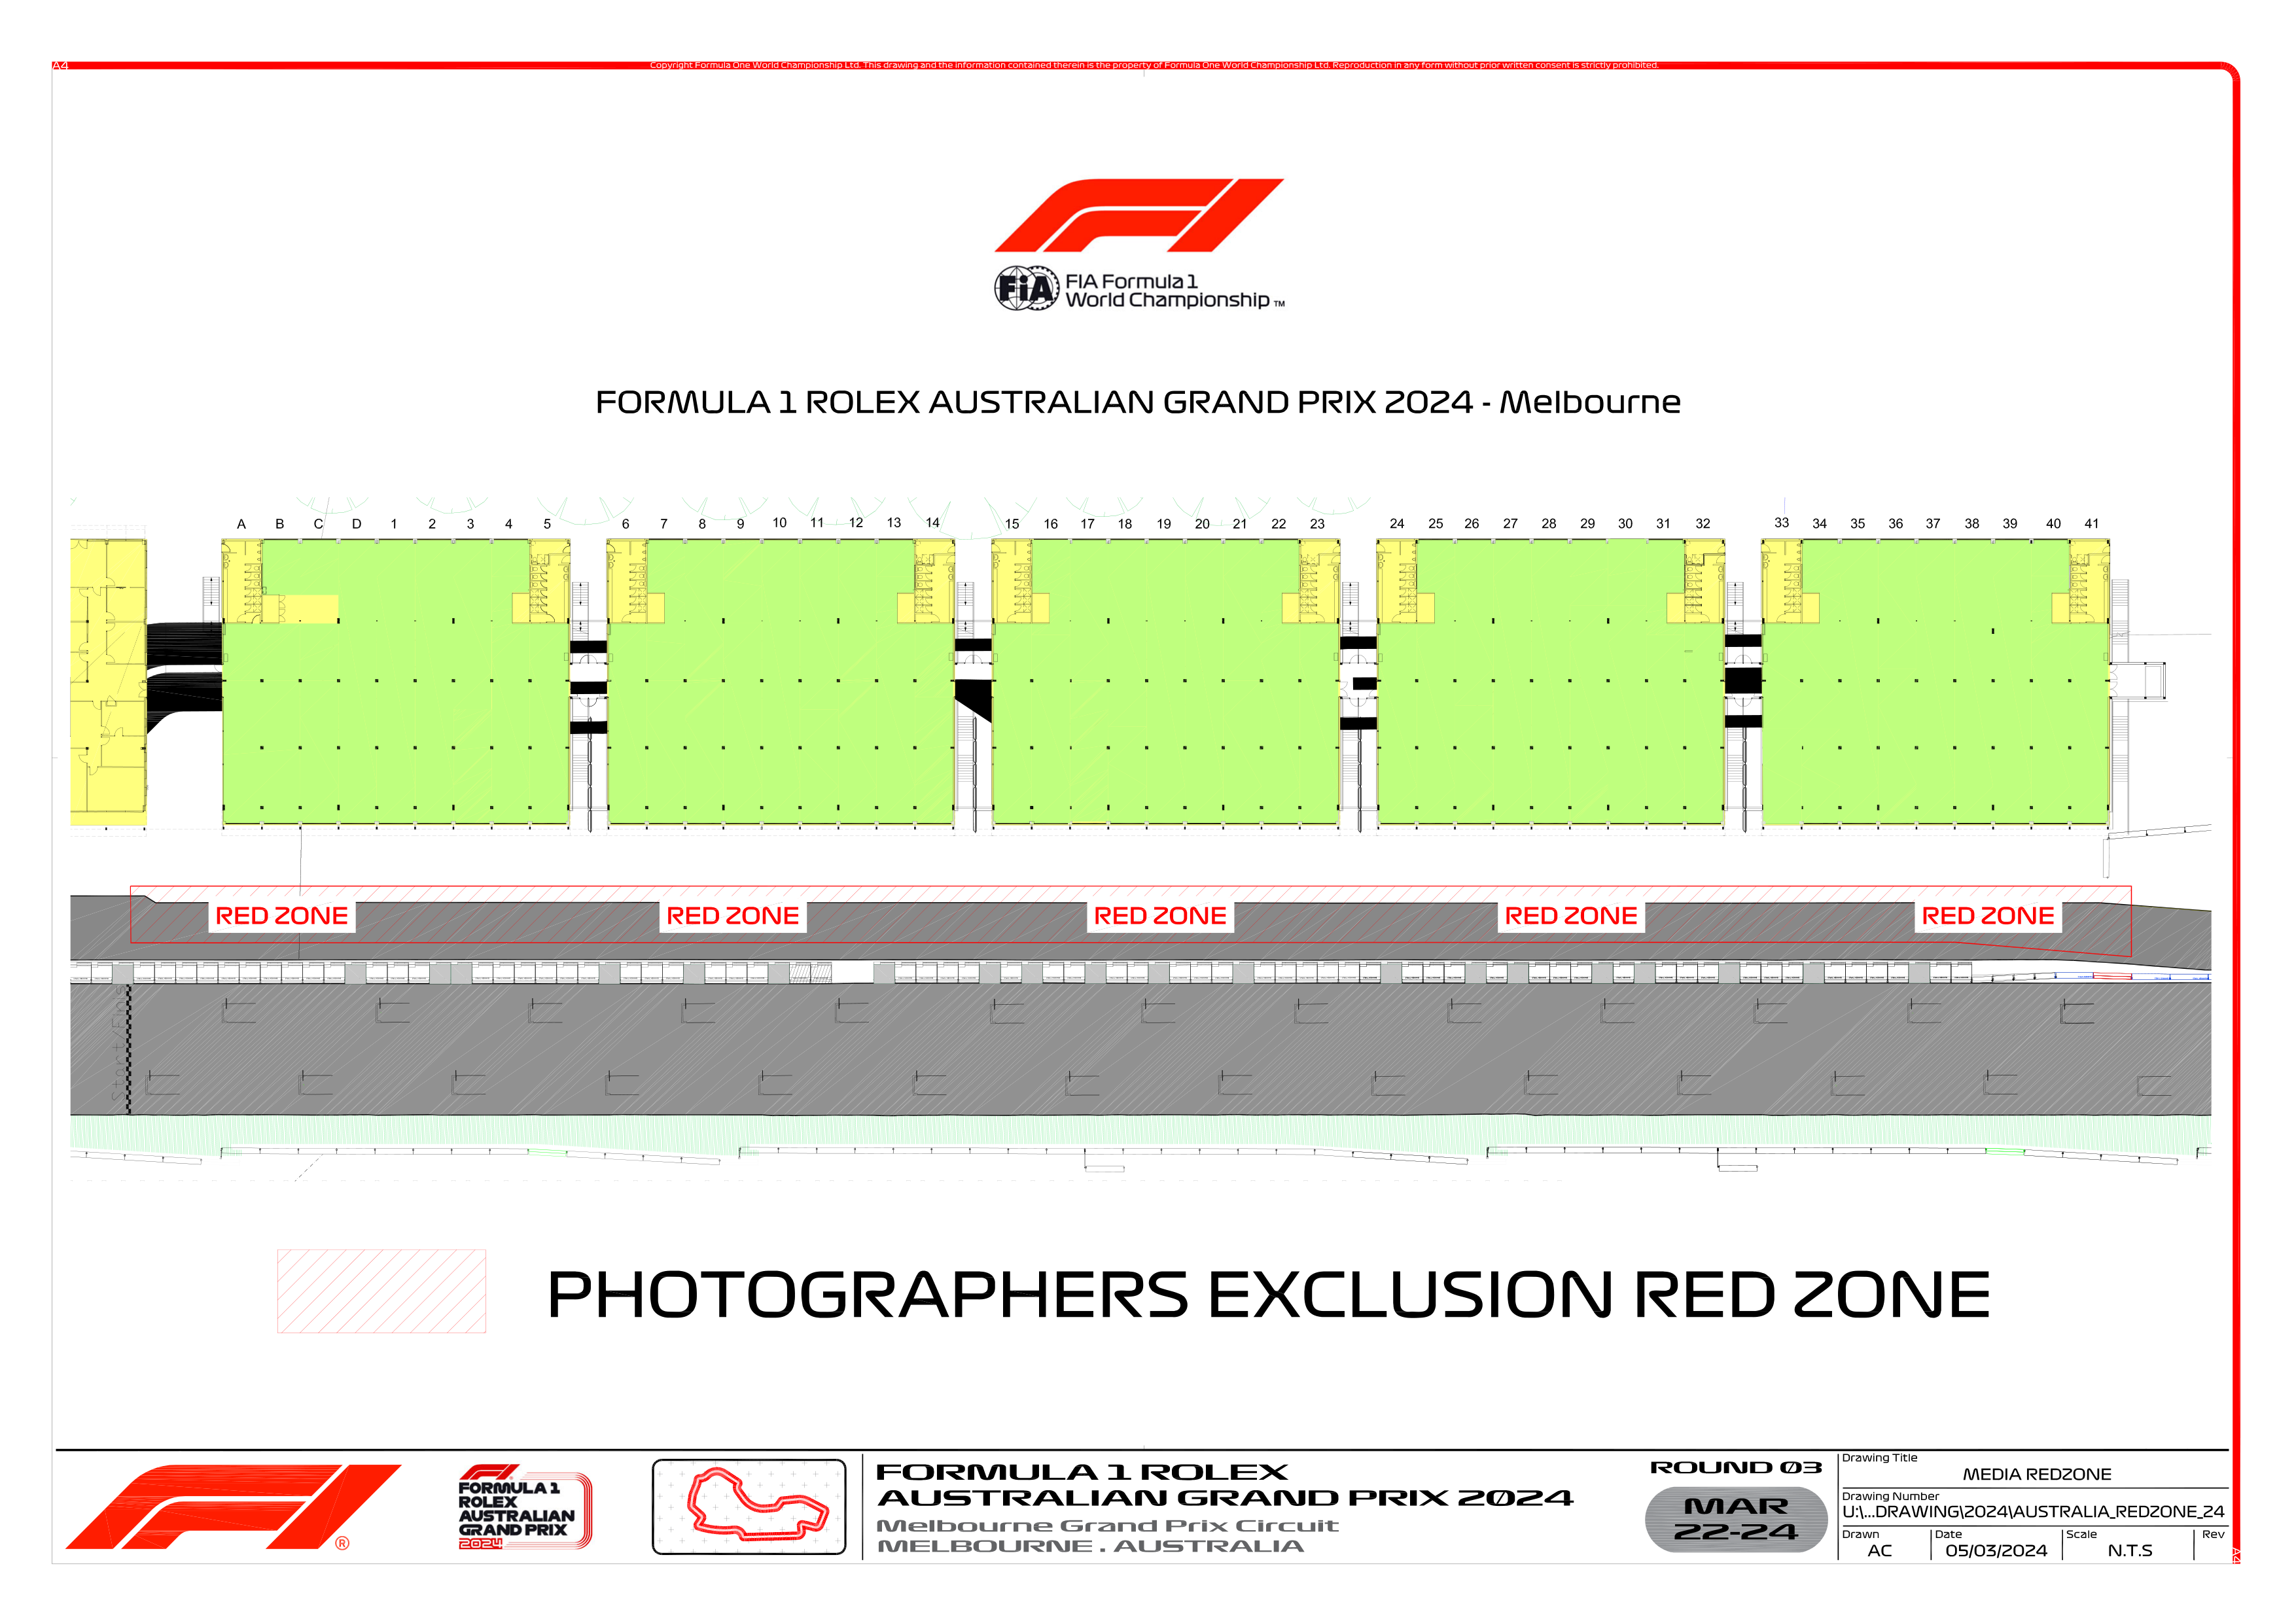 A4
Copyright Formula One World Championship Ltd. This drawing and the information contained therein is the property of Formula One World Championship Ltd. Reproduction in any form without prior written consent is strictly prohibited.
F1
FIA
FIA Formula 1
World Championship ™
FORMULA 1 ROLEX AUSTRALIAN GRAND PRIX 2024 - Melbourne
A B C D 1 2 3 4 5 6 7 8 9 10 11 12 13 14 15 16 17 18 19 20 21 22 23 24 25 26 27 28 29 30 31 32 33 34 35 36 37 38 39 40 41
RED ZONE RED ZONE RED ZONE RED ZONE RED ZONE
PHOTOGRAPHERS EXCLUSION RED ZONE
F1 ®
FORMULA 1
ROLEX
AUSTRALIAN
GRAND PRIX
2024
FORMULA 1 ROLEX
AUSTRALIAN GRAND PRIX 2024
Melbourne Grand Prix Circuit
MELBOURNE . AUSTRALIA
ROUND 03
MAR
22-24
Drawing Title
MEDIA REDZONE
Drawing Number
U:\...DRAWING\2024\AUSTRALIA_REDZONE_24
Drawn Date Scale Rev
AC 05/03/2024 N.T.S
A4